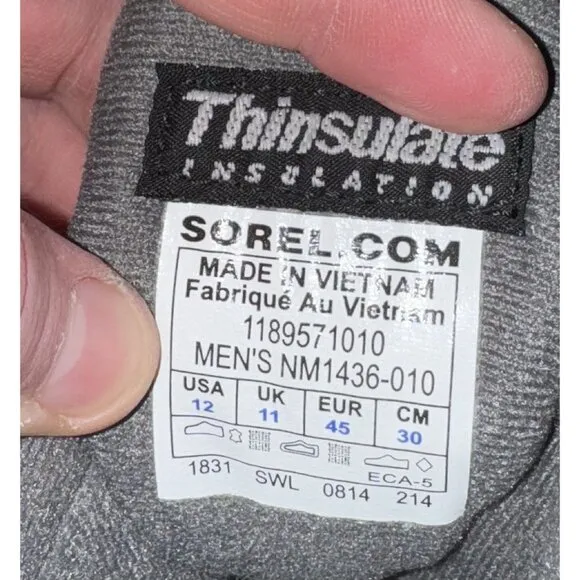 Thinsulate
INSULATION
SOREL.COM
MADE IN VIETNAM
Fabriqué Au Vietnam
1189571010
MEN'S NM1436-010
USA UK EUR CM
12 11 45 30
ECA-5
1831 SWL 0814 214